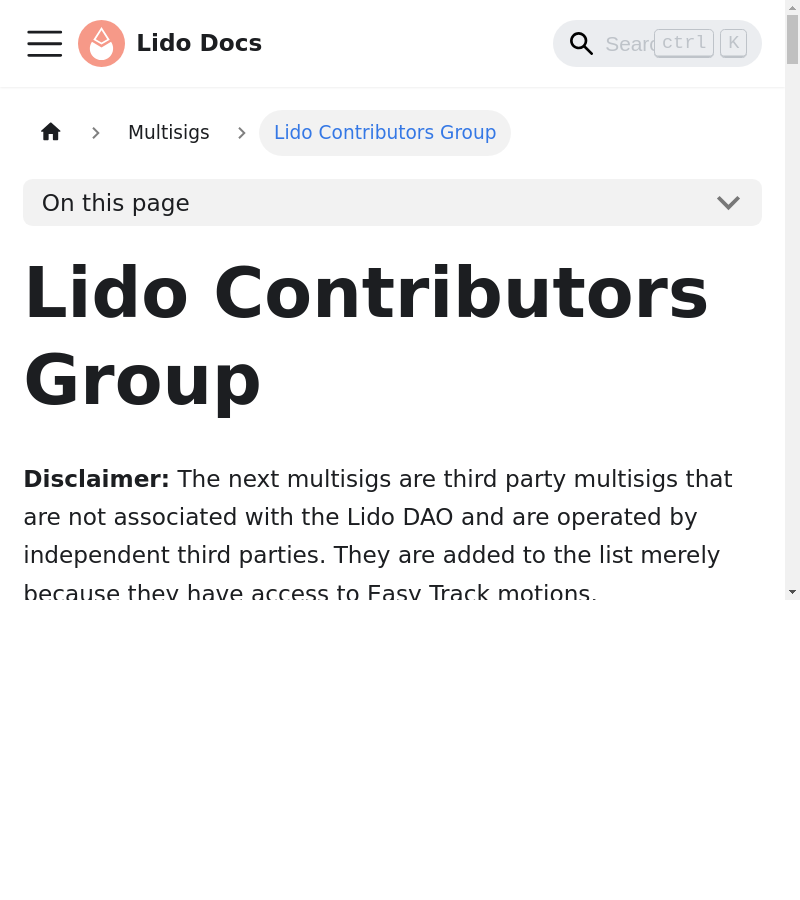 Lido Docs
ctrl K
Multisigs
Lido Contributors Group
On this page
Lido Contributors
Group
Disclaimer: The next multisigs are third party multisigs that
are not associated with the Lido DAO and are operated by
independent third parties. They are added to the list merely
because they have access to Easy Track motions.